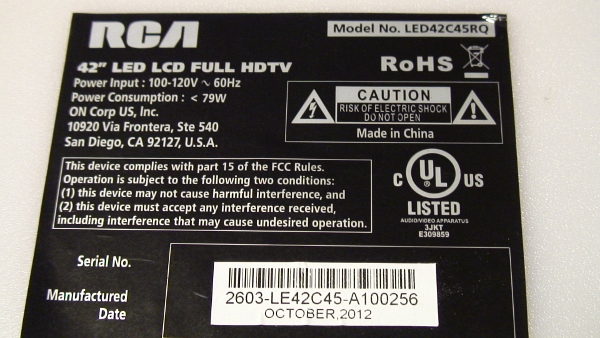 RCA
Model No. LED42C45RQ
42" LED LCD FULL HDTV
Power Input : 100-120V ~ 60Hz
Power Consumption : < 79W
ON Corp US, Inc.
10920 Via Frontera, Ste 540
San Diego, CA 92127, U.S.A.
RoHS
CAUTION
RISK OF ELECTRIC SHOCK
DO NOT OPEN
Made in China
This device complies with part 15 of the FCC Rules.
Operation is subject to the following two conditions:
(1) this device may not cause harmful interference, and
(2) this device must accept any interference received,
including interference that may cause undesired operation.
C UL US
LISTED
AUDIO/VIDEO APPARATUS
3JKT
E309859
Serial No.
2603-LE42C45-A100256
Manufactured
Date
OCTOBER,2012